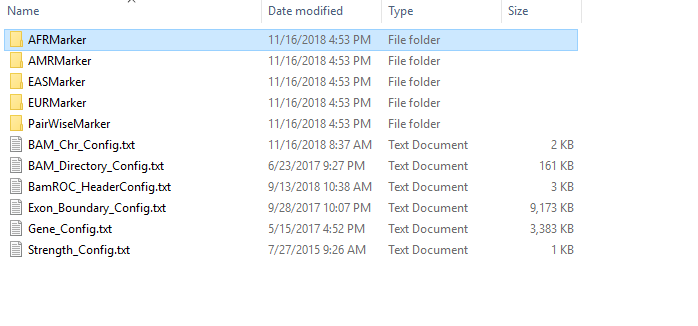 Name Date modified Type Size
AFRMarker 11/16/2018 4:53 PM File folder
AMRMarker 11/16/2018 4:53 PM File folder
EASMarker 11/16/2018 4:53 PM File folder
EURMarker 11/16/2018 4:53 PM File folder
PairWiseMarker 11/16/2018 4:53 PM File folder
BAM_Chr_Config.txt 11/16/2018 8:37 AM Text Document 2 KB
BAM_Directory_Config.txt 6/23/2017 9:27 PM Text Document 161 KB
BamROC_HeaderConfig.txt 9/13/2018 10:38 AM Text Document 3 KB
Exon_Boundary_Config.txt 9/28/2017 10:07 PM Text Document 9,173 KB
Gene_Config.txt 5/15/2017 4:52 PM Text Document 3,383 KB
Strength_Config.txt 7/27/2015 9:26 AM Text Document 1 KB